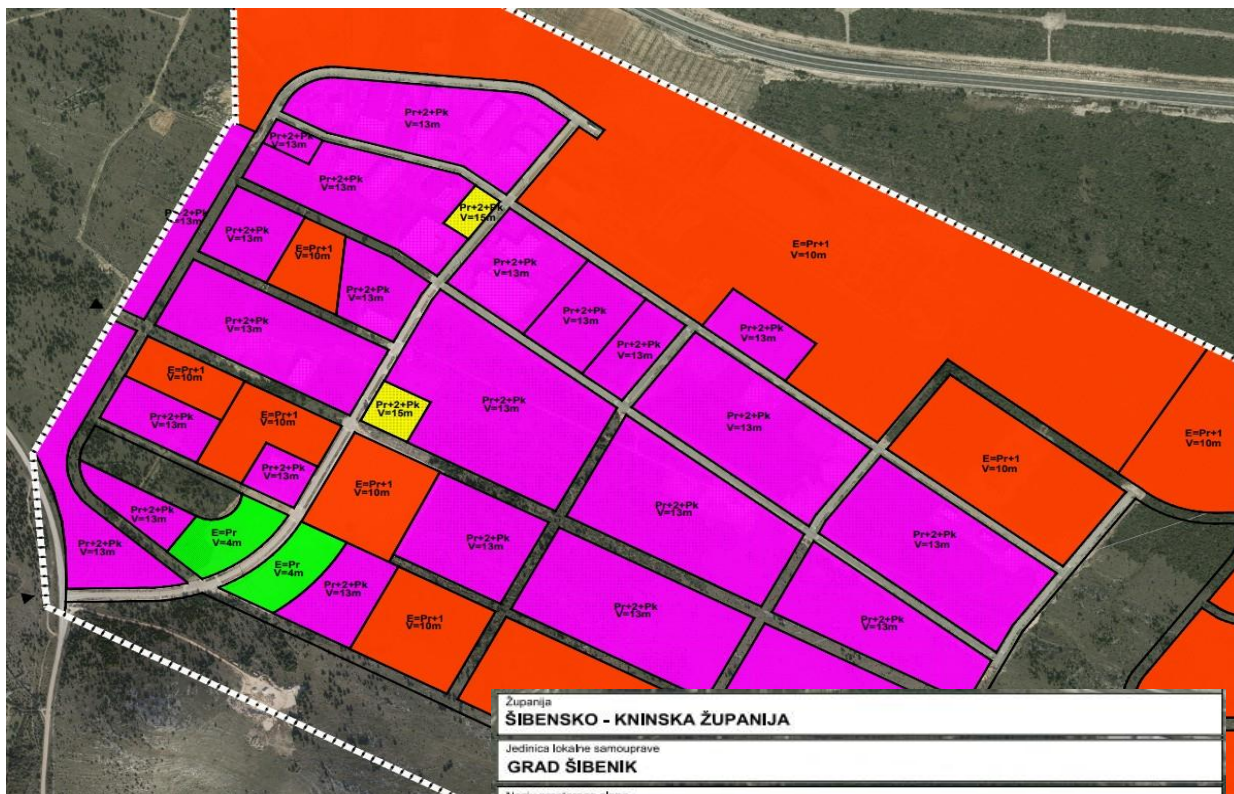 Pr+2+Pk
V=13m
Pr+2+Pk
V=13m
Pr+2+Pk
V=13m
Pr+2+Pk
V=15m
Pr+2+Pk
V=13m
E=Pr+1
V=10m
E=Pr+1
V=10m
Pr+2+Pk
V=13m
Pr+2+Pk
V=13m
Pr+2+Pk
V=13m
Pr+2+Pk
V=13m
Pr+2+Pk
V=13m
Pr+2+Pk
V=13m
Pr+2+Pk
V=13m
Pr+2+Pk
V=13m
E=Pr+1
V=10m
Pr+2+Pk
V=15m
Pr+2+Pk
V=13m
Pr+2+Pk
V=13m
E=Pr+1
V=10m
Pr+2+Pk
V=13m
E=Pr+1
V=10m
E=Pr+1
V=10m
Pr+2+Pk
V=13m
E=Pr+1
V=10m
Pr+2+Pk
V=13m
Pr+2+Pk
V=13m
Pr+2+Pk
V=13m
Pr+2+Pk
V=13m
E=Pr
V=4m
Pr+2+Pk
V=13m
E=Pr
V=4m
Pr+2+Pk
V=13m
E=Pr+1
V=10m
Pr+2+Pk
V=13m
Pr+2+Pk
V=13m
Županija
ŠIBENSKO - KNINSKA ŽUPANIJA
Jedinica lokalne samouprave
GRAD ŠIBENIK